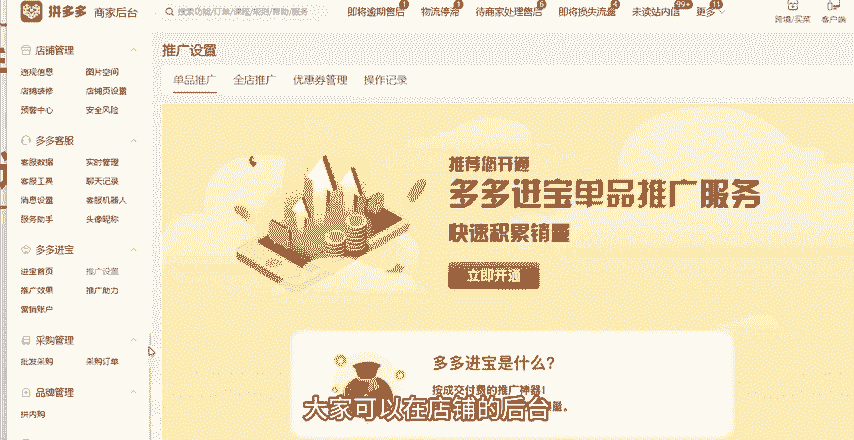 拼多多 商家后台
搜索功能/订单/课程/规则/帮助/服务
即将逾期售后 1
物流停滞 1
待商家处理售后 6
即将损失流量 4
未读站内信 99+
更多 11
跨境/买菜
客户端
店铺管理
违规信息 图片空间
店铺装修 店铺页设置
预警中心 安全风险
多多客服
客服数据 实时管理
客服工具 聊天记录
消息设置 客服机器人
服务助手 头像昵称
多多进宝
进宝首页 推广设置
推广效果 推广助力
营销账户
采购管理
批发采购 采购订单
品牌管理
拼内购
推广设置
单品推广 全店推广 优惠券管理 操作记录
推荐您开通
多多进宝单品推广服务
快速积累销量
立即开通
多多进宝是什么?
按成交付费的推广神器!
大家可以在店铺的后台